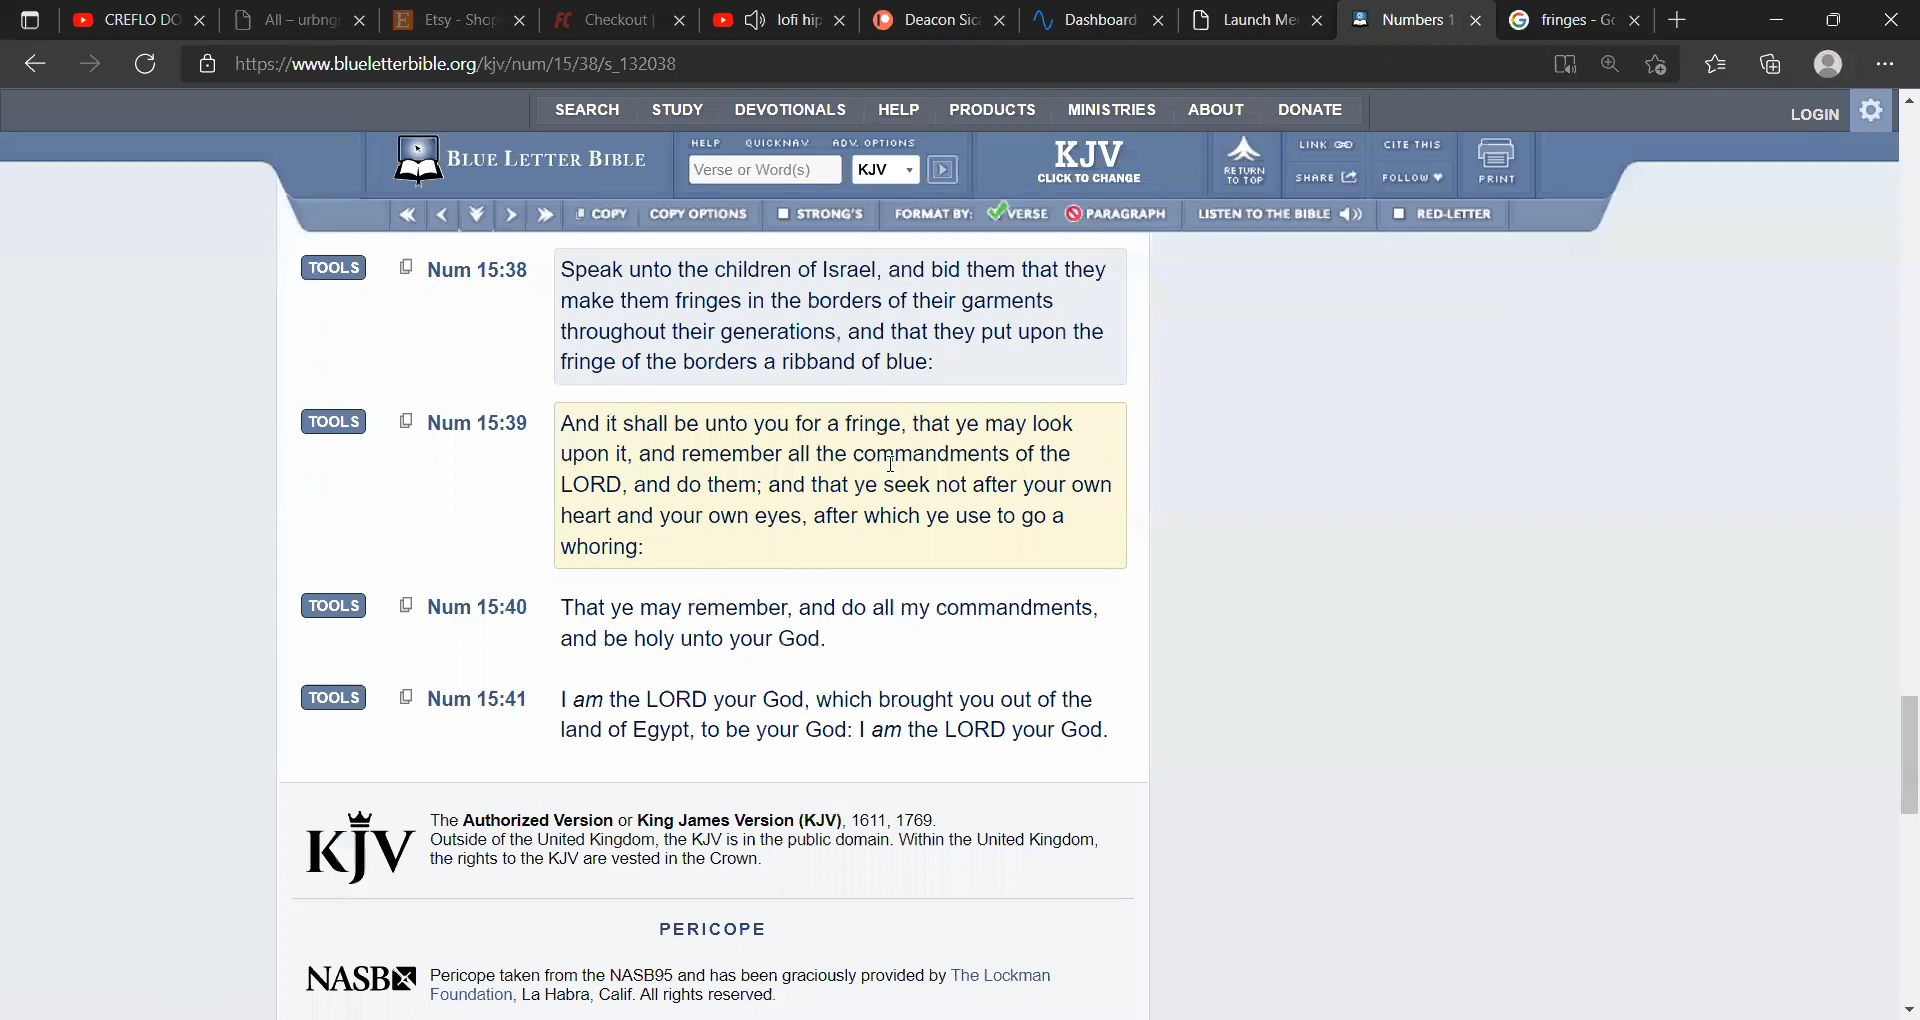 CREFLO DO
All – urbng
Etsy - Shop
Checkout |
lofi hip
Deacon Sic
Dashboard
Launch Me
Numbers 1
fringes - Go
https://www.blueletterbible.org/kjv/num/15/38/s_132038
SEARCH STUDY DEVOTIONALS HELP PRODUCTS MINISTRIES ABOUT DONATE
LOGIN
BLUE LETTER BIBLE
HELP QUICKNAV ADV. OPTIONS
Verse or Word(s) KJV
KJV
CLICK TO CHANGE
RETURN
TO TOP
LINK CITE THIS
SHARE FOLLOW
PRINT
COPY COPY OPTIONS STRONG'S FORMAT BY: VERSE PARAGRAPH LISTEN TO THE BIBLE RED-LETTER
TOOLS Num 15:38 Speak unto the children of Israel, and bid them that they
make them fringes in the borders of their garments
throughout their generations, and that they put upon the
fringe of the borders a ribband of blue:
TOOLS Num 15:39 And it shall be unto you for a fringe, that ye may look
upon it, and remember all the commandments of the
LORD, and do them; and that ye seek not after your own
heart and your own eyes, after which ye use to go a
whoring:
TOOLS Num 15:40 That ye may remember, and do all my commandments,
and be holy unto your God.
TOOLS Num 15:41 I am the LORD your God, which brought you out of the
land of Egypt, to be your God: I am the LORD your God.
KJV
The Authorized Version or King James Version (KJV), 1611, 1769.
Outside of the United Kingdom, the KJV is in the public domain. Within the United Kingdom,
the rights to the KJV are vested in the Crown.
PERICOPE
NASB
Pericope taken from the NASB95 and has been graciously provided by The Lockman
Foundation, La Habra, Calif. All rights reserved.